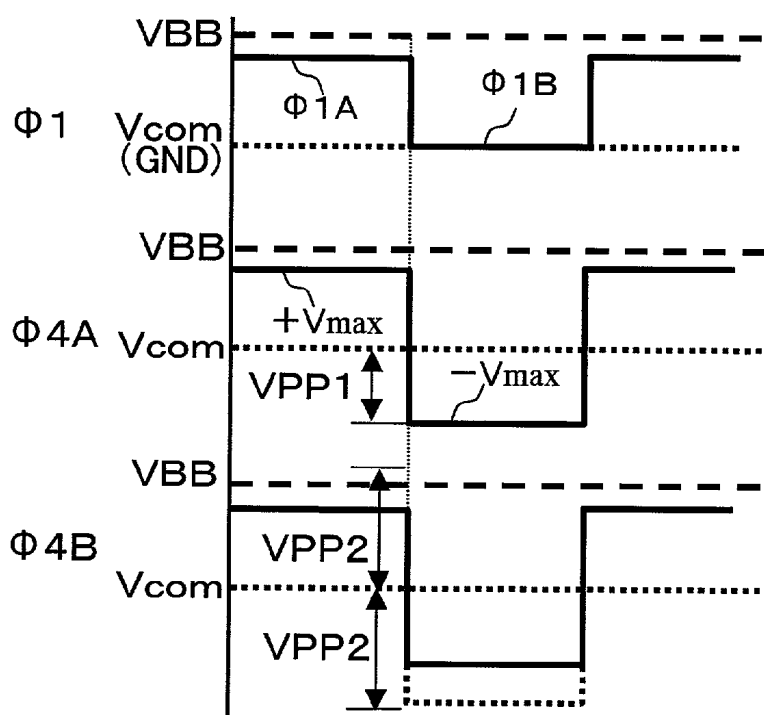 VBB
Φ1A
Φ1B
Φ1
Vcom
(GND)
VBB
+Vmax
Φ4A
Vcom
VPP1
−Vmax
VBB
Φ4B
VPP2
Vcom
VPP2